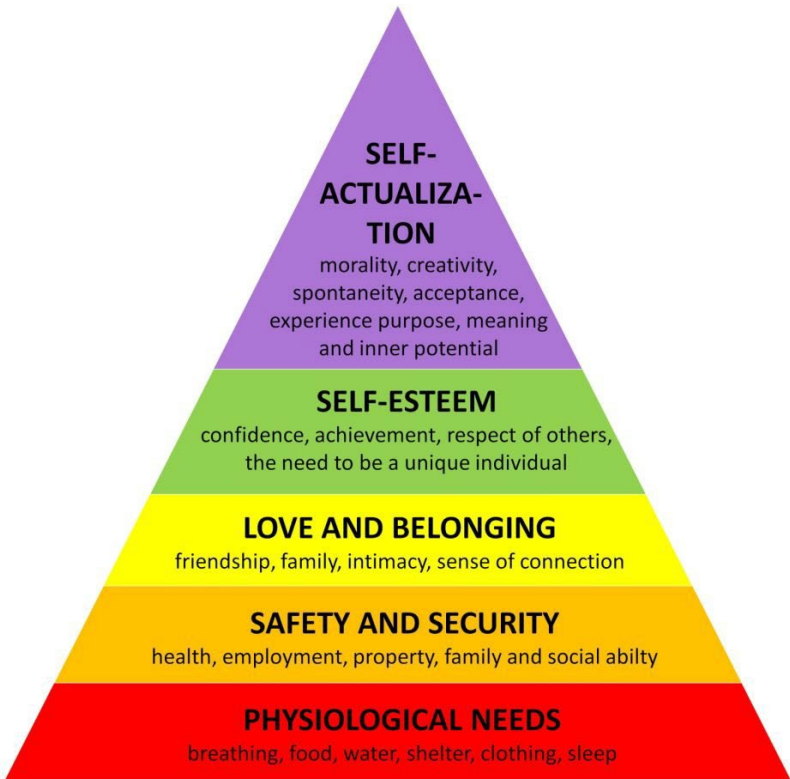 SELF-
ACTUALIZA-
TION
morality, creativity,
spontaneity, acceptance,
experience purpose, meaning
and inner potential
SELF-ESTEEM
confidence, achievement, respect of others,
the need to be a unique individual
LOVE AND BELONGING
friendship, family, intimacy, sense of connection
SAFETY AND SECURITY
health, employment, property, family and social abilty
PHYSIOLOGICAL NEEDS
breathing, food, water, shelter, clothing, sleep